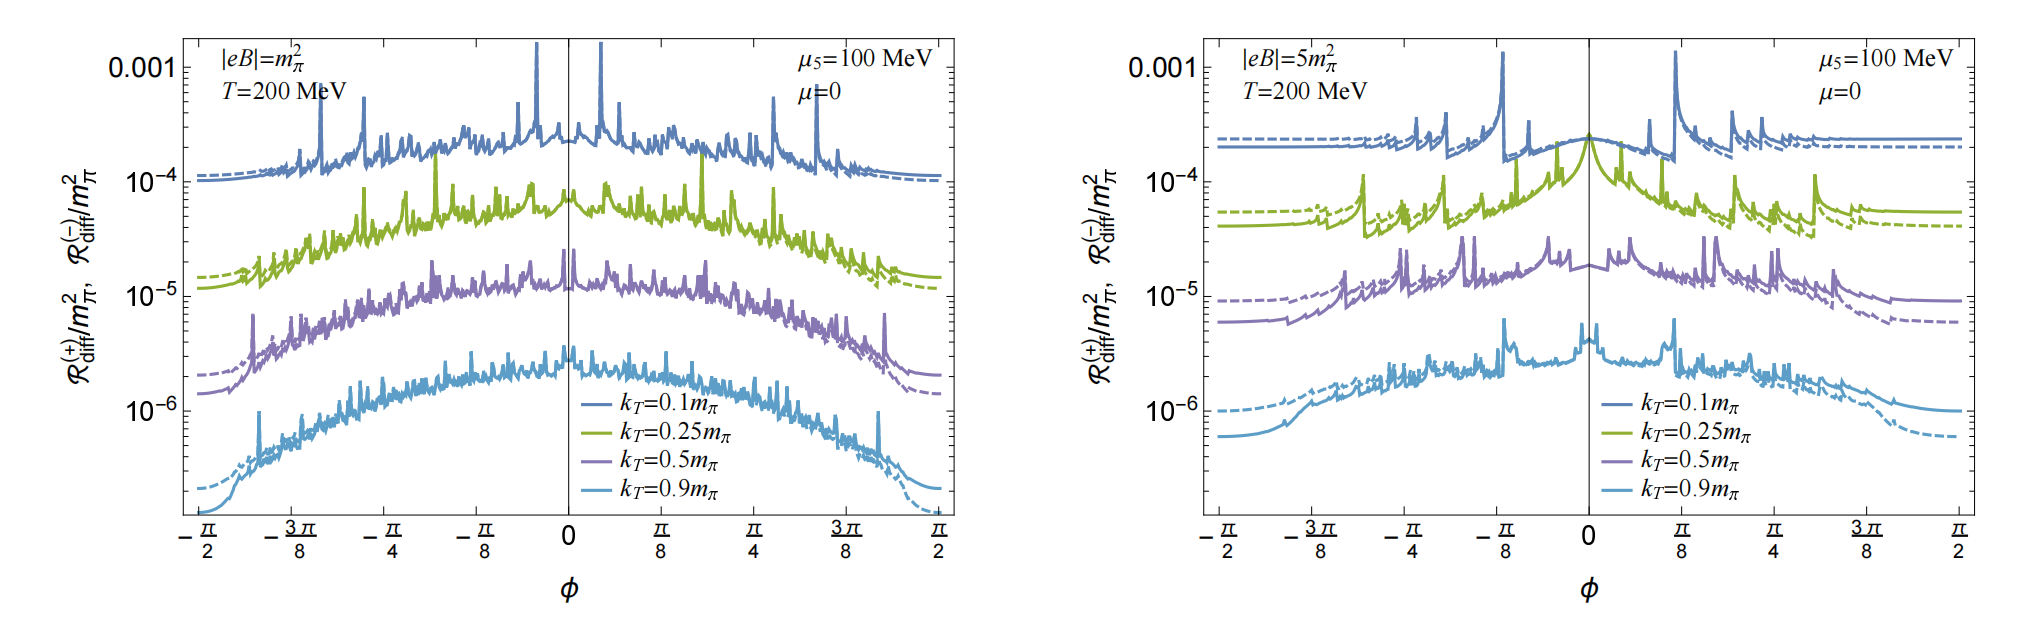 |eB|=m_π^2
T=200 MeV
μ5=100 MeV
μ=0
0.001
10^−4
10^−5
10^−6
R_diff^(+)/m_π^2, R_diff^(−)/m_π^2
k_T=0.1m_π
k_T=0.25m_π
k_T=0.5m_π
k_T=0.9m_π
−π/2 −3π/8 −π/4 −π/8 0 π/8 π/4 3π/8 π/2
ϕ
|eB|=5m_π^2
T=200 MeV
μ5=100 MeV
μ=0
0.001
10^−4
10^−5
10^−6
R_diff^(+)/m_π^2, R_diff^(−)/m_π^2
k_T=0.1m_π
k_T=0.25m_π
k_T=0.5m_π
k_T=0.9m_π
−π/2 −3π/8 −π/4 −π/8 0 π/8 π/4 3π/8 π/2
ϕ